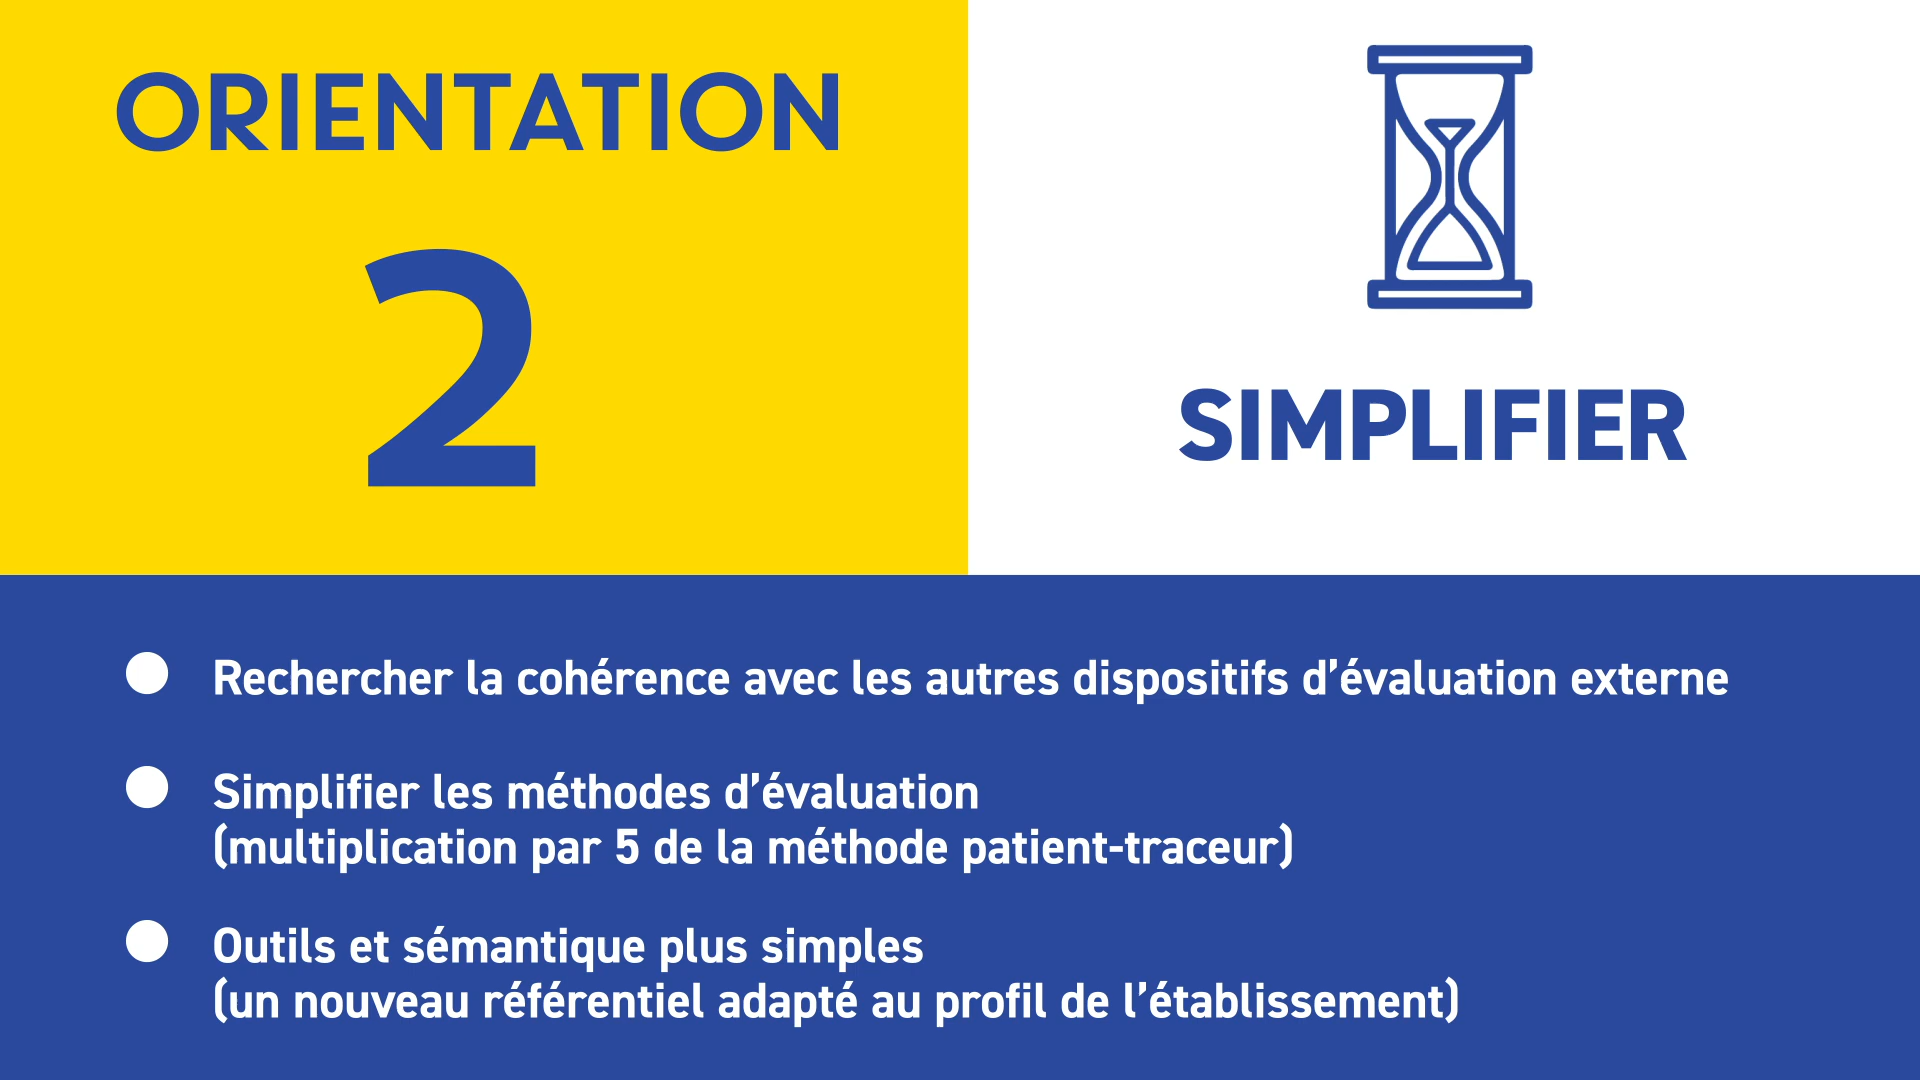 ORIENTATION
2
SIMPLIFIER
Rechercher la cohérence avec les autres dispositifs d’évaluation externe
Simplifier les méthodes d’évaluation
(multiplication par 5 de la méthode patient-traceur)
Outils et sémantique plus simples
(un nouveau référentiel adapté au profil de l’établissement)